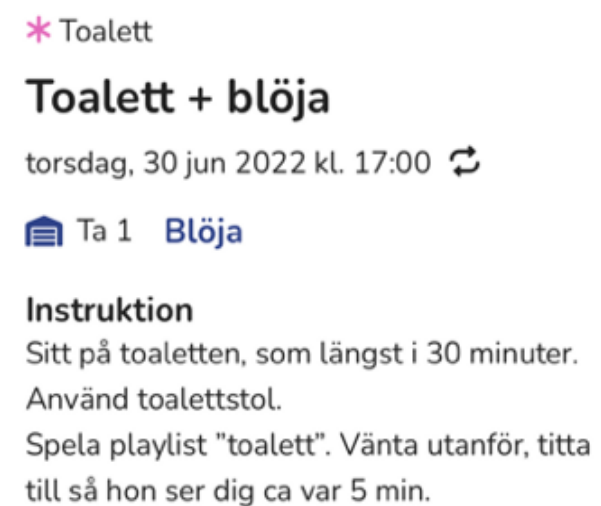 Toalett
Toalett + blöja
torsdag, 30 jun 2022 kl. 17:00
Ta 1 Blöja
Instruktion
Sitt på toaletten, som längst i 30 minuter.
Använd toalettstol.
Spela playlist ”toalett”. Vänta utanför, titta
till så hon ser dig ca var 5 min.